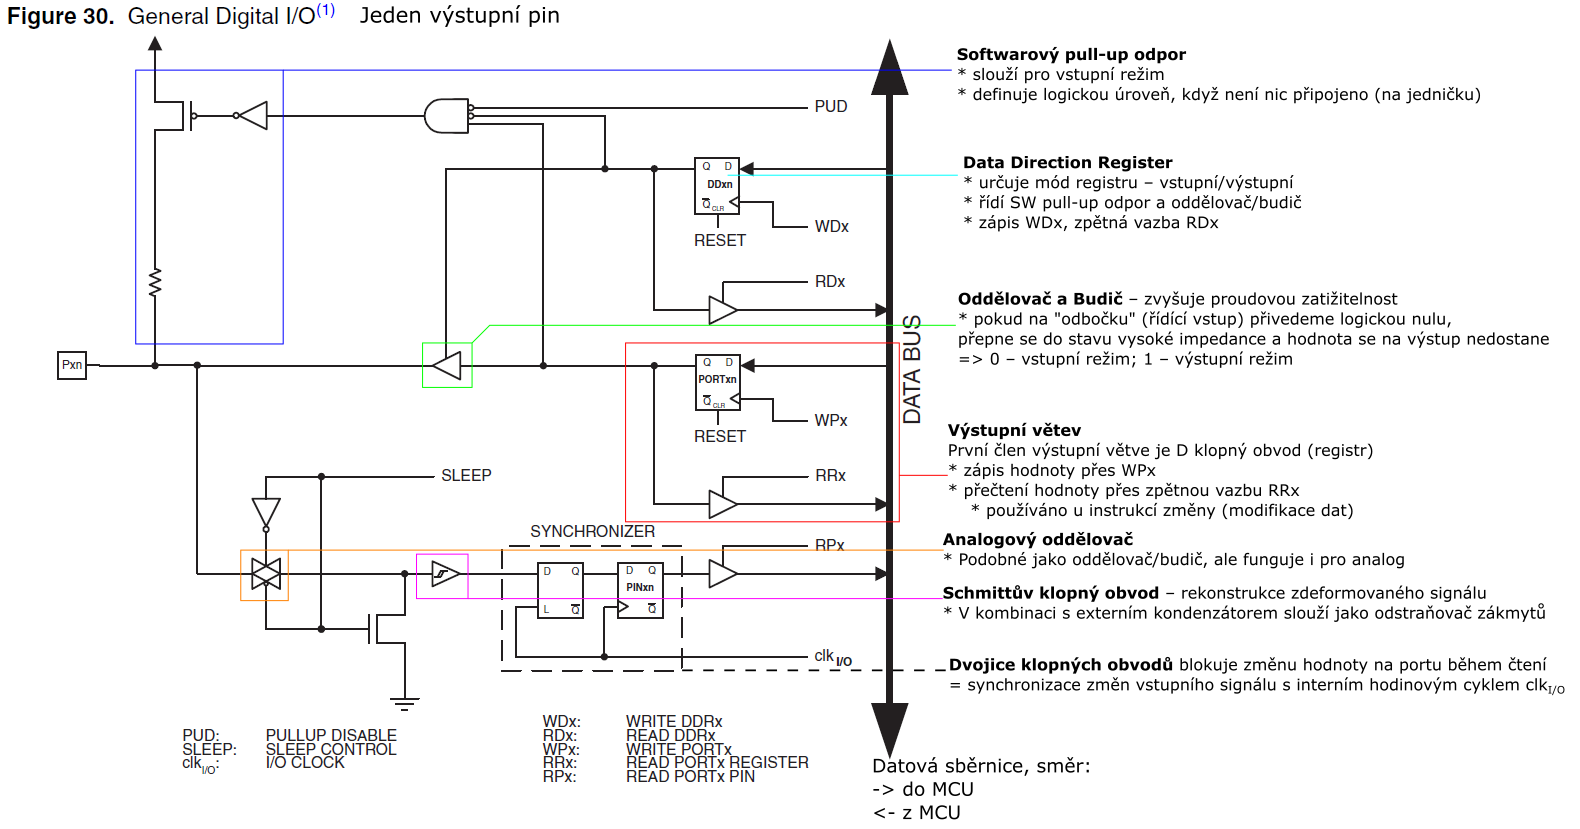 Figure 30. General Digital I/O(1) Jeden výstupní pin
PUD
Q D
DDxn
Q CLR
RESET
WDx
RDx
Pxn
Q D
PORTxn
Q CLR
RESET
WPx
RRx
SLEEP
SYNCHRONIZER
RPx
D Q
L Q
D Q
PINxn
Q
clk I/O
DATA BUS
Softwarový pull-up odpor
* slouží pro vstupní režim
* definuje logickou úroveň, když není nic připojeno (na jedničku)
Data Direction Register
* určuje mód registru – vstupní/výstupní
* řídí SW pull-up odpor a oddělovač/budič
* zápis WDx, zpětná vazba RDx
Oddělovač a Budič – zvyšuje proudovou zatižitelnost
* pokud na "odbočku" (řídící vstup) přivedeme logickou nulu,
přepne se do stavu vysoké impedance a hodnota se na výstup nedostane
=> 0 – vstupní režim; 1 – výstupní režim
Výstupní větev
První člen výstupní větve je D klopný obvod (registr)
* zápis hodnoty přes WPx
* přečtení hodnoty přes zpětnou vazbu RRx
* používáno u instrukcí změny (modifikace dat)
Analogový oddělovač
* Podobné jako oddělovač/budič, ale funguje i pro analog
Schmittův klopný obvod – rekonstrukce zdeformovaného signálu
* V kombinaci s externím kondenzátorem slouží jako odstraňovač zákmytů
Dvojice klopných obvodů blokuje změnu hodnoty na portu během čtení
= synchronizace změn vstupního signálu s interním hodinovým cyklem clkI/O
PUD: PULLUP DISABLE
SLEEP: SLEEP CONTROL
clkI/O: I/O CLOCK
WDx: WRITE DDRx
RDx: READ DDRx
WPx: WRITE PORTx
RRx: READ PORTx REGISTER
RPx: READ PORTx PIN
Datová sběrnice, směr:
-> do MCU
<- z MCU